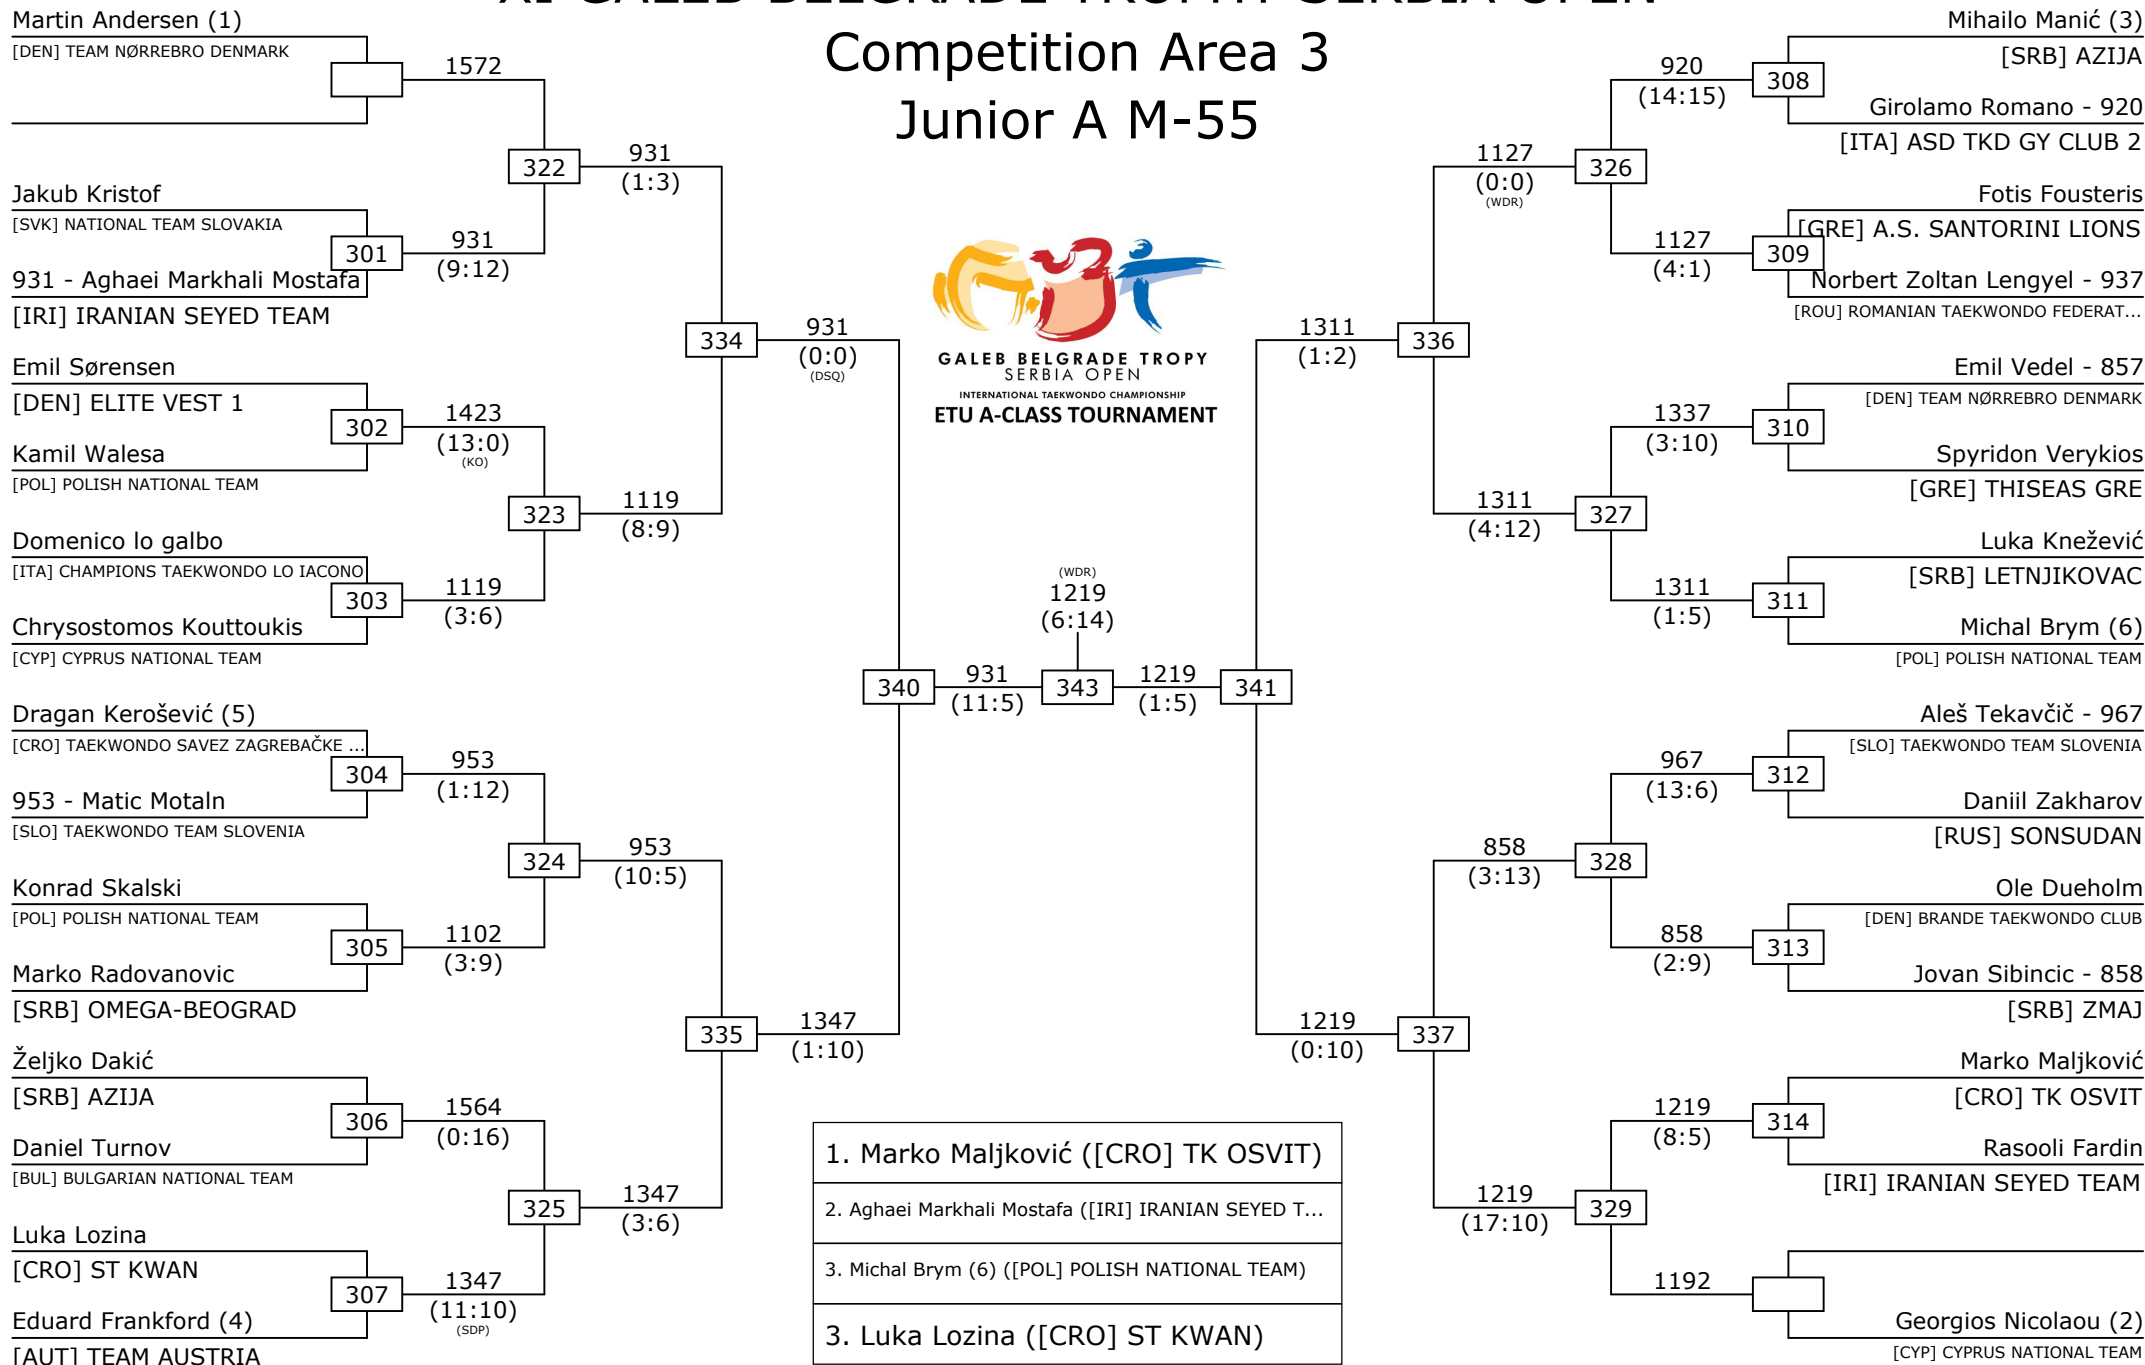 XI GALEB BELGRADE TROPHY SERBIA OPEN
Competition Area 3
Junior A M-55
Martin Andersen (1)
[DEN] TEAM NØRREBRO DENMARK
1572
Jakub Kristof
[SVK] NATIONAL TEAM SLOVAKIA
301
931
(9:12)
931 - Aghaei Markhali Mostafa
[IRI] IRANIAN SEYED TEAM
322
931
(1:3)
Emil Sørensen
[DEN] ELITE VEST 1
302
1423
(13:0)
(KO)
Kamil Walesa
[POL] POLISH NATIONAL TEAM
323
1119
(8:9)
Domenico lo galbo
[ITA] CHAMPIONS TAEKWONDO LO IACONO
303
1119
(3:6)
Chrysostomos Kouttoukis
[CYP] CYPRUS NATIONAL TEAM
334
931
(0:0)
(DSQ)
Dragan Kerošević (5)
[CRO] TAEKWONDO SAVEZ ZAGREBAČKE ...
304
953
(1:12)
953 - Matic Motaln
[SLO] TAEKWONDO TEAM SLOVENIA
324
953
(10:5)
Konrad Skalski
[POL] POLISH NATIONAL TEAM
305
1102
(3:9)
Marko Radovanovic
[SRB] OMEGA-BEOGRAD
335
1347
(1:10)
Željko Dakić
[SRB] AZIJA
306
1564
(0:16)
Daniel Turnov
[BUL] BULGARIAN NATIONAL TEAM
325
1347
(3:6)
Luka Lozina
[CRO] ST KWAN
307
1347
(11:10)
(SDP)
Eduard Frankford (4)
[AUT] TEAM AUSTRIA
GALEB BELGRADE TROPY
SERBIA OPEN
INTERNATIONAL TAEKWONDO CHAMPIONSHIP
ETU A-CLASS TOURNAMENT
340
931
(11:5)
(WDR)
1219
(6:14)
343
1219
(1:5)
341
Mihailo Manić (3)
[SRB] AZIJA
920
(14:15)
308
Girolamo Romano - 920
[ITA] ASD TKD GY CLUB 2
1127
(0:0)
(WDR)
326
Fotis Fousteris
[GRE] A.S. SANTORINI LIONS
1127
(4:1)
309
Norbert Zoltan Lengyel - 937
[ROU] ROMANIAN TAEKWONDO FEDERAT...
1311
(1:2)
336
Emil Vedel - 857
[DEN] TEAM NØRREBRO DENMARK
1337
(3:10)
310
Spyridon Verykios
[GRE] THISEAS GRE
1311
(4:12)
327
Luka Knežević
[SRB] LETNJIKOVAC
1311
(1:5)
311
Michal Brym (6)
[POL] POLISH NATIONAL TEAM
Aleš Tekavčič - 967
[SLO] TAEKWONDO TEAM SLOVENIA
967
(13:6)
312
Daniil Zakharov
[RUS] SONSUDAN
858
(3:13)
328
Ole Dueholm
[DEN] BRANDE TAEKWONDO CLUB
858
(2:9)
313
Jovan Sibincic - 858
[SRB] ZMAJ
1219
(0:10)
337
Marko Maljković
[CRO] TK OSVIT
1219
(8:5)
314
Rasooli Fardin
[IRI] IRANIAN SEYED TEAM
1219
(17:10)
329
1192
Georgios Nicolaou (2)
[CYP] CYPRUS NATIONAL TEAM
1. Marko Maljković ([CRO] TK OSVIT)
2. Aghaei Markhali Mostafa ([IRI] IRANIAN SEYED T...
3. Michal Brym (6) ([POL] POLISH NATIONAL TEAM)
3. Luka Lozina ([CRO] ST KWAN)